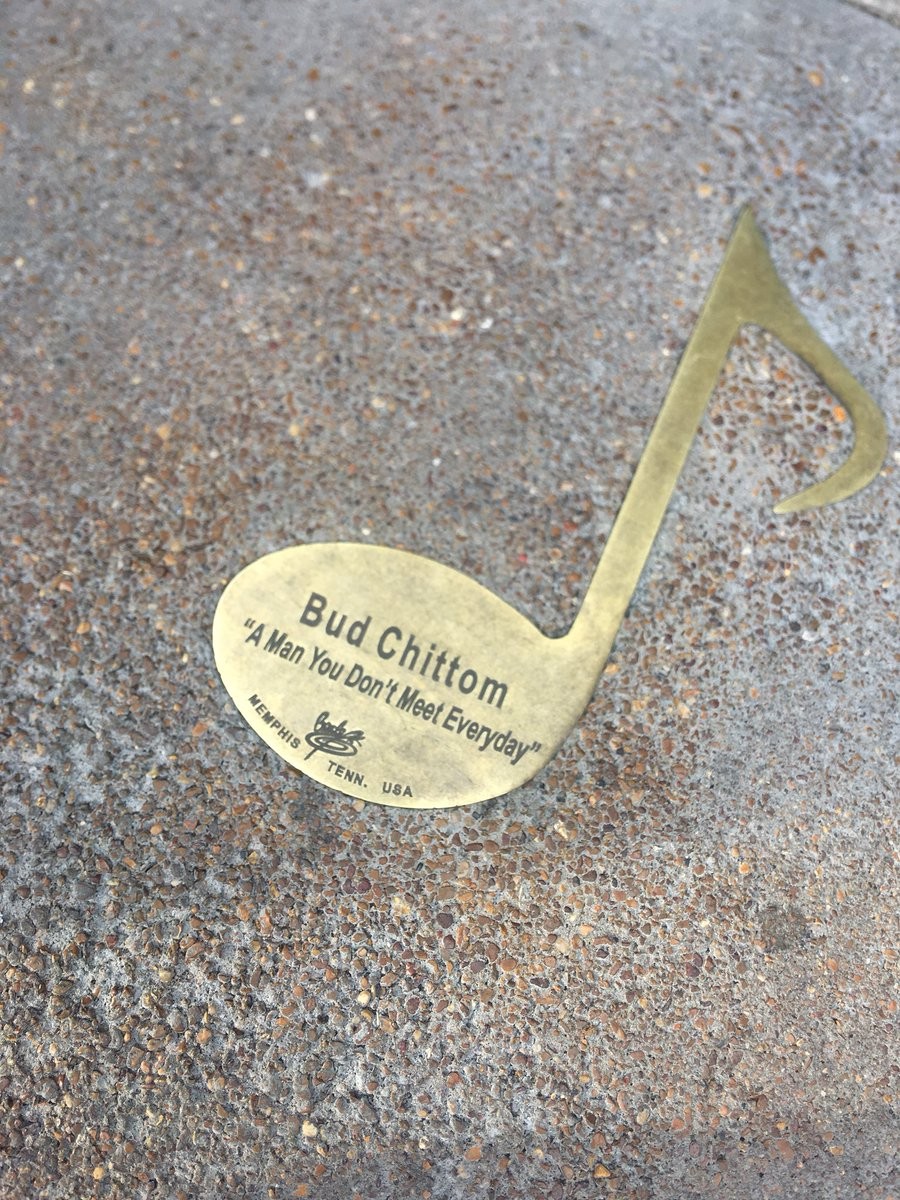 Bud Chittom
“A Man You Don't Meet Everyday”
MEMPHIS
TENN. USA